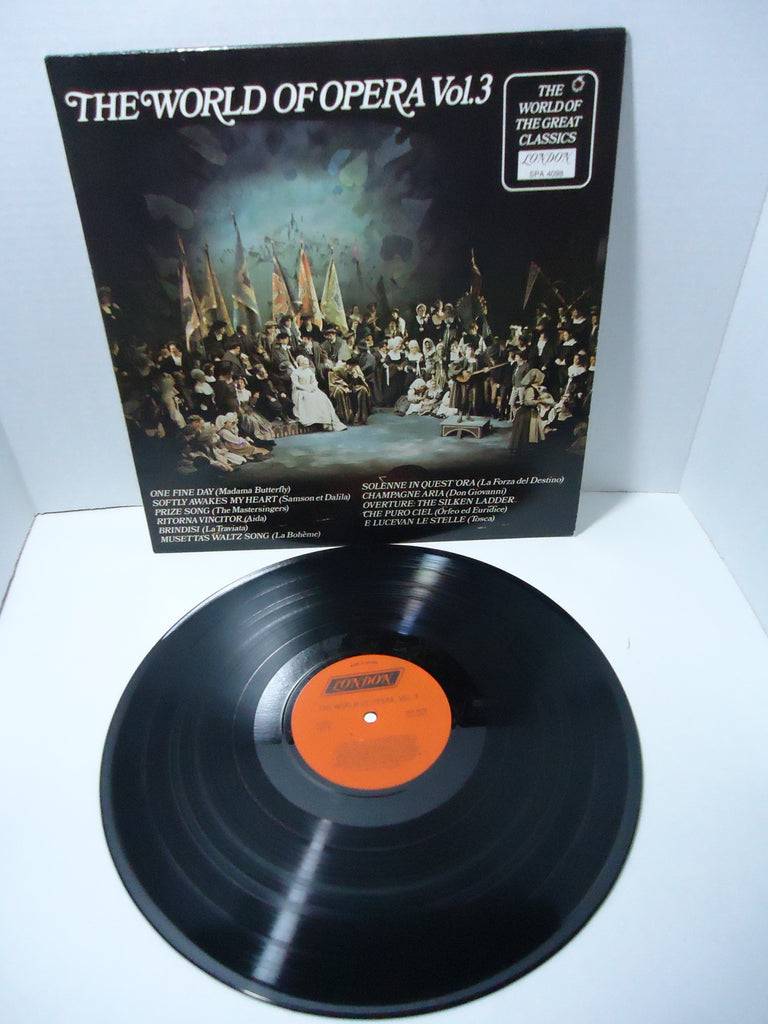 THE WORLD OF OPERA Vol.3
THE
WORLD OF
THE GREAT
CLASSICS
LONDON
SPA 4098
ONE FINE DAY (Madama Butterfly)
SOFTLY AWAKES MY HEART (Samson et Dalila)
PRIZE SONG (The Mastersingers)
RITORNA VINCITOR (Aida)
BRINDISI (La Traviata)
MUSETTA'S WALTZ SONG (La Bohème)
SOLENNE IN QUEST'ORA (La Forza del Destino)
CHAMPAGNE ARIA (Don Giovanni)
OVERTURE: THE SILKEN LADDER
CHE PURO CIEL (Orfeo ed Euridice)
E LUCEVAN LE STELLE (Tosca)
LONDON
THE WORLD OF OPERA VOL. 3